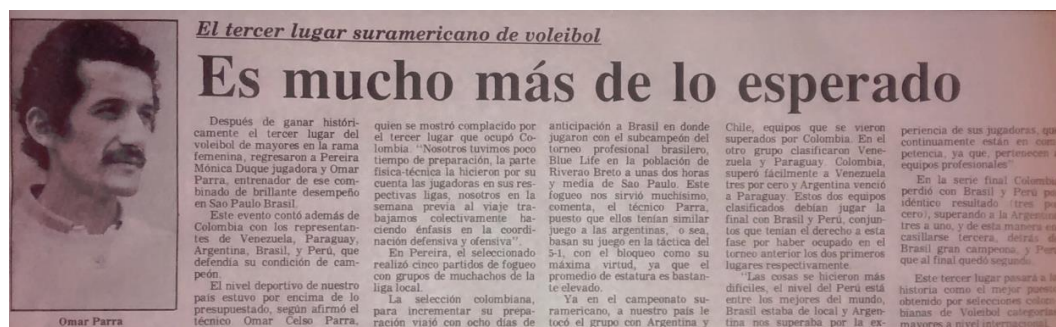 El tercer lugar suramericano de voleibol
Es mucho más de lo esperado
Después de ganar históri-
camente el tercer lugar del
voleibol de mayores en la rama
femenina, regresaron a Pereira
Mónica Duque jugadora y Omar
Parra, entrenador de ese com-
binado de brillante desempeño
en Sao Paulo Brasil.
Este evento contó además de
Colombia con los representan-
tes de Venezuela, Paraguay,
Argentina, Brasil, y Perú, que
defendía su condición de cam-
peón.
El nivel deportivo de nuestro
país estuvo por encima de lo
presupuestado, según afirmó el
técnico Omar Celso Parra,
quien se mostró complacido por
el tercer lugar que ocupó Co-
lombia. "Nosotros tuvimos poco
tiempo de preparación, la parte
física-técnica la hicieron por su
cuenta las jugadoras en sus res-
pectivas ligas, nosotros en la
semana previa al viaje tra-
bajamos colectivamente ha-
ciendo énfasis en la coordi-
nación defensiva y ofensiva".
En Pereira, el seleccionado
realizó cinco partidos de fogueo
con grupos de muchachos de la
liga local.
La selección colombiana,
para incrementar su prepa-
ración viajó con ocho días de
anticipación a Brasil en donde
jugaron con el subcampeón del
torneo profesional brasilero,
Blue Life en la población de
Riverao Breto a unas dos horas
y media de Sao Paulo. Este
fogueo nos sirvió muchísimo,
comenta, el técnico Parra,
puesto que ellos tenían similar
juego a las argentinas, o sea,
basan su juego en la táctica del
5-1, con el bloqueo como su
máxima virtud, ya que el
promedio de estatura es bastan-
te elevado.
Ya en el campeonato su-
ramericano, a nuestro país le
tocó el grupo con Argentina y
Chile, equipos que se vieron
superados por Colombia. En el
otro grupo clasificaron Vene-
zuela y Paraguay. Colombia,
superó fácilmente a Venezuela
tres por cero y Argentina venció
a Paraguay. Estos dos equipos
clasificados debían jugar la
final con Brasil y Perú, conjun-
tos que tenían el derecho a esta
fase por haber ocupado en el
torneo anterior los dos primeros
lugares respectivamente.
"Las cosas se hicieron más
difíciles, el nivel del Perú está
entre los mejores del mundo,
Brasil estaba de local y Argen-
tina nos superaba por la ex-
periencia de sus jugadoras, que
continuamente están en com-
petencia, ya que, pertenecen a
equipos profesionales"
En la serie final Colombia
perdió con Brasil y Perú por
idéntico resultado (tres por
cero), superando a la Argentina
tres a uno, y de esta manera en
casillarse tercera, detrás de
Brasil gran campeona, y Perú
que al final quedó segundo.
Este tercer lugar pasará a la
historia como el mejor puesto
obtenido por selecciones colom-
bianas de Voleibol categoría
Omar Parra